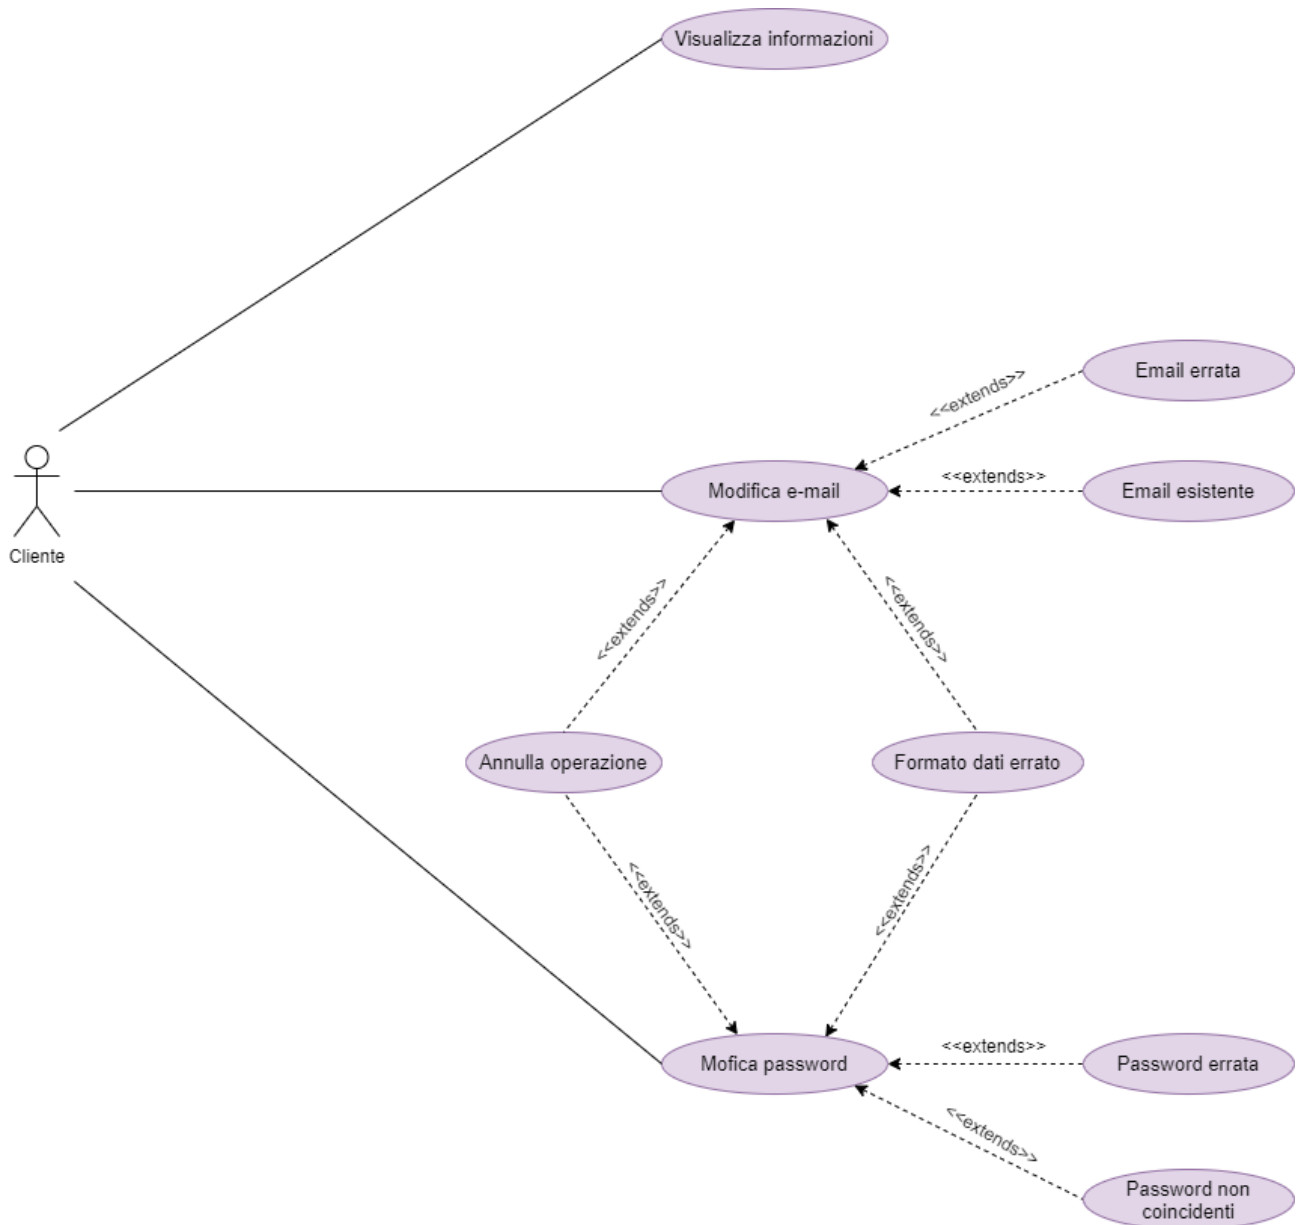 Visualizza informazioni
Email errata
<<extends>>
Modifica e-mail
<<extends>>
Email esistente
Cliente
<<extends>>
<<extends>>
Annulla operazione
Formato dati errato
<<extends>>
<<extends>>
Mofica password
<<extends>>
Password errata
<<extends>>
Password non
coincidenti